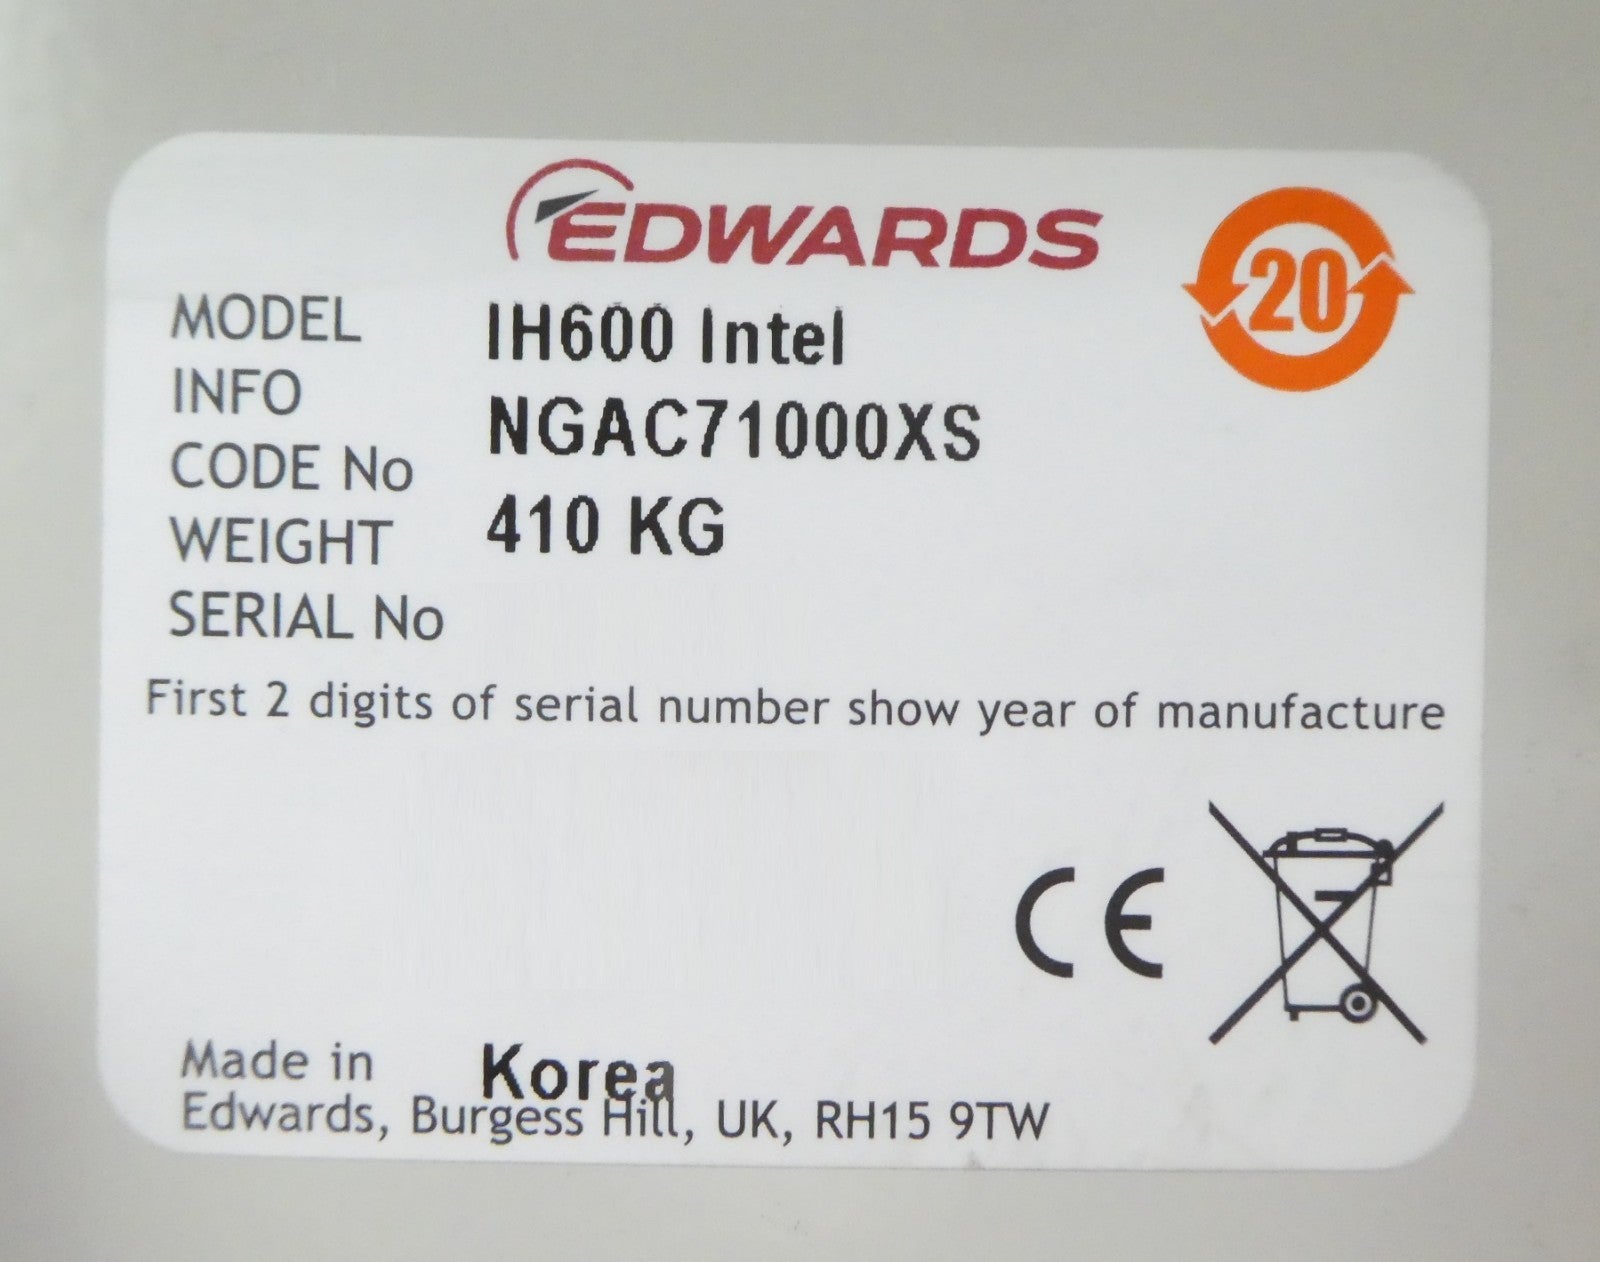 EDWARDS
20
MODEL IH600 Intel
INFO NGAC71000XS
CODE No
WEIGHT 410 KG
SERIAL No
First 2 digits of serial number show year of manufacture
CE
Made in Korea
Edwards, Burgess Hill, UK, RH15 9TW